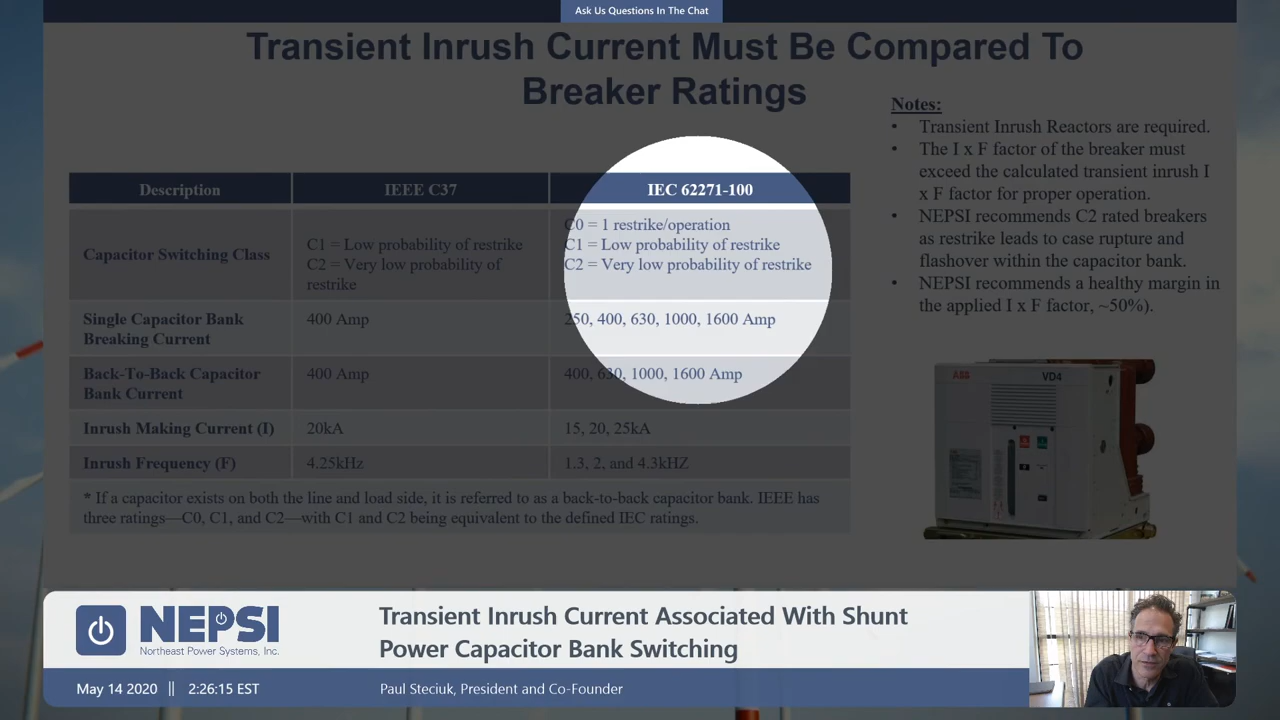 Ask Us Questions In The Chat
Transient Inrush Current Must Be Compared To
Breaker Ratings
Description
IEEE C37
IEC 62271-100
Capacitor Switching Class
C1 = Low probability of restrike
C2 = Very low probability of
restrike
C0 = 1 restrike/operation
C1 = Low probability of restrike
C2 = Very low probability of restrike
Single Capacitor Bank
Breaking Current
400 Amp
250, 400, 630, 1000, 1600 Amp
Back-To-Back Capacitor
Bank Current
400 Amp
400, 630, 1000, 1600 Amp
Inrush Making Current (I)
20kA
15, 20, 25kA
Inrush Frequency (F)
4.25kHz
1.3, 2, and 4.3kHZ
* If a capacitor exists on both the line and load side, it is referred to as a back-to-back capacitor bank. IEEE has
three ratings—C0, C1, and C2—with C1 and C2 being equivalent to the defined IEC ratings.
Notes:
• Transient Inrush Reactors are required.
• The I x F factor of the breaker must
exceed the calculated transient inrush I
x F factor for proper operation.
• NEPSI recommends C2 rated breakers
as restrike leads to case rupture and
flashover within the capacitor bank.
• NEPSI recommends a healthy margin in
the applied I x F factor, ~50%).
ABB
VD4
NEPSI
Northeast Power Systems, Inc.
Transient Inrush Current Associated With Shunt
Power Capacitor Bank Switching
May 14 2020 || 2:26:15 EST
Paul Steciuk, President and Co-Founder